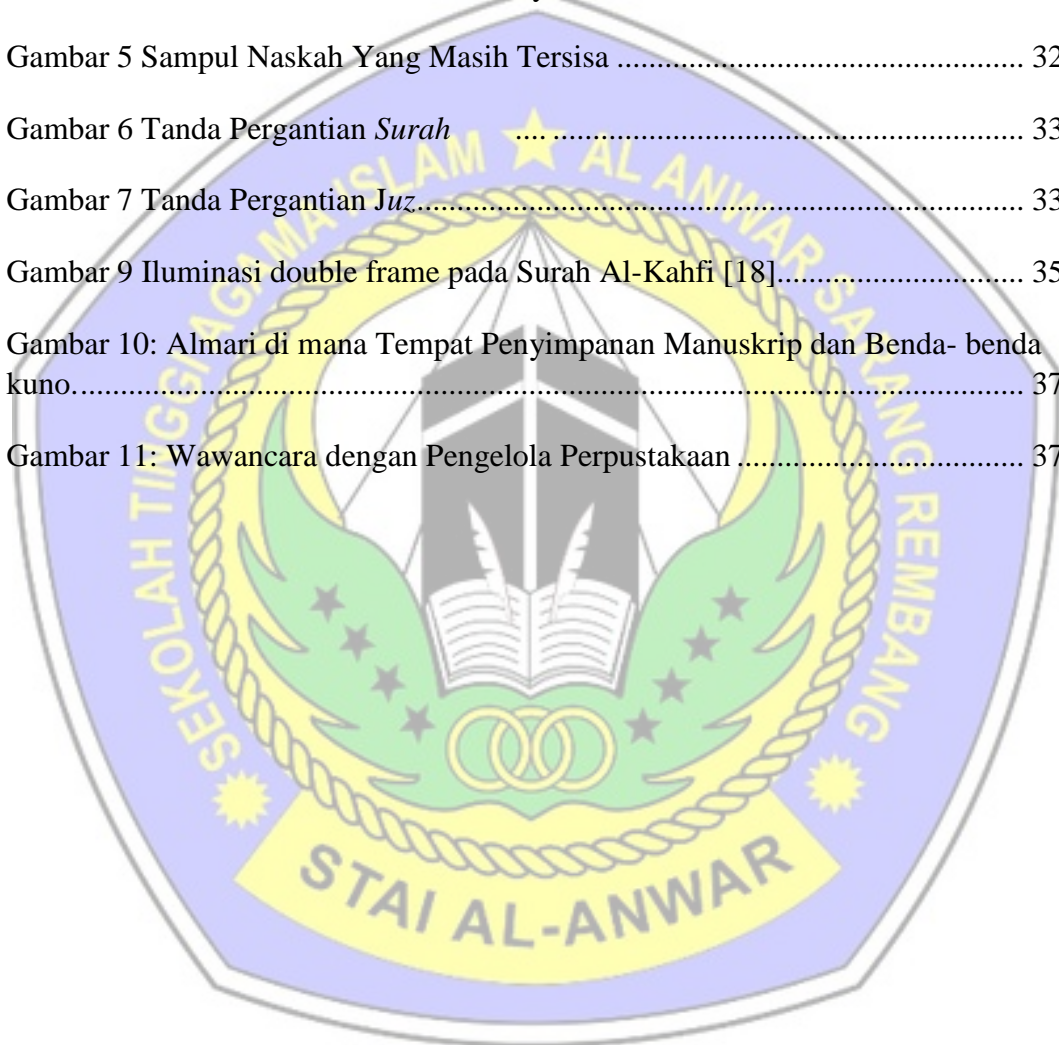 Gambar 5 Sampul Naskah Yang Masih Tersisa ............................................... 32
Gambar 6 Tanda Pergantian Surah .... ....................................................... 33
Gambar 7 Tanda Pergantian Juz....................................................................... 33
Gambar 9 Iluminasi double frame pada Surah Al-Kahfi [18]............................ 35
Gambar 10: Almari di mana Tempat Penyimpanan Manuskrip dan Benda- benda
kuno.............................................................................................................. 37
Gambar 11: Wawancara dengan Pengelola Perpustakaan ................................. 37
SEKOLAH TINGGI AGAMA ISLAM ★ AL ANWAR SARANG REMBANG
STAI AL-ANWAR